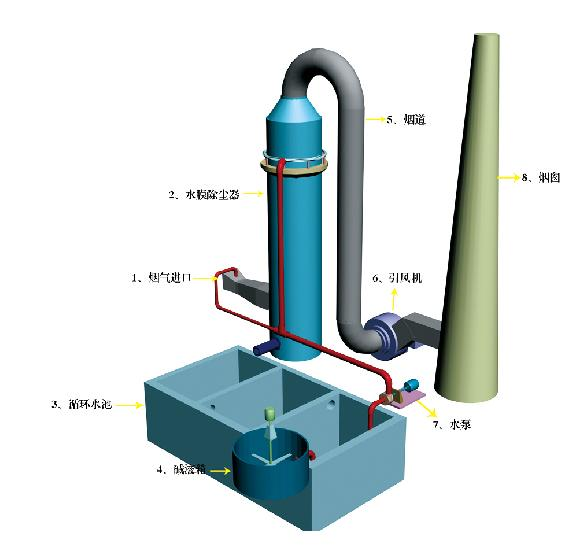 5、烟道
8、烟囱
2、水膜除尘器
1、烟气进口
6、引风机
3、循环水池
7、水泵
4、碱液箱